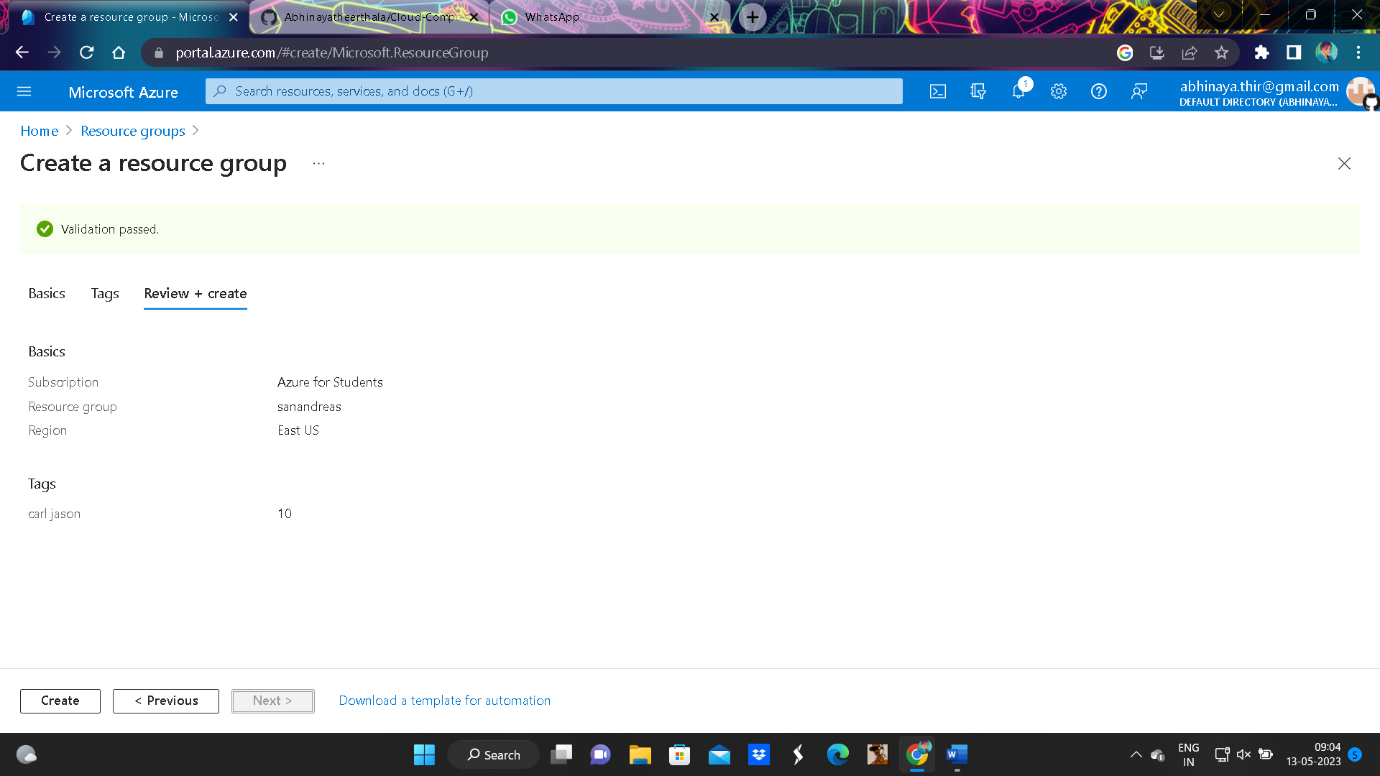 Create a resource group - Micros
Abhinayatheerthala/Cloud-Comp
WhatsApp
portal.azure.com/#create/Microsoft.ResourceGroup
Microsoft Azure
Search resources, services, and docs (G+/)
1
abhinaya.thir@gmail.com
DEFAULT DIRECTORY (ABHINAYA...
Home > Resource groups >
Create a resource group ...
Validation passed.
Basics Tags Review + create
Basics
Subscription Azure for Students
Resource group sanandreas
Region East US
Tags
carl jason 10
Create < Previous Next > Download a template for automation
Search
ENG
IN
09:04
13-05-2023
5